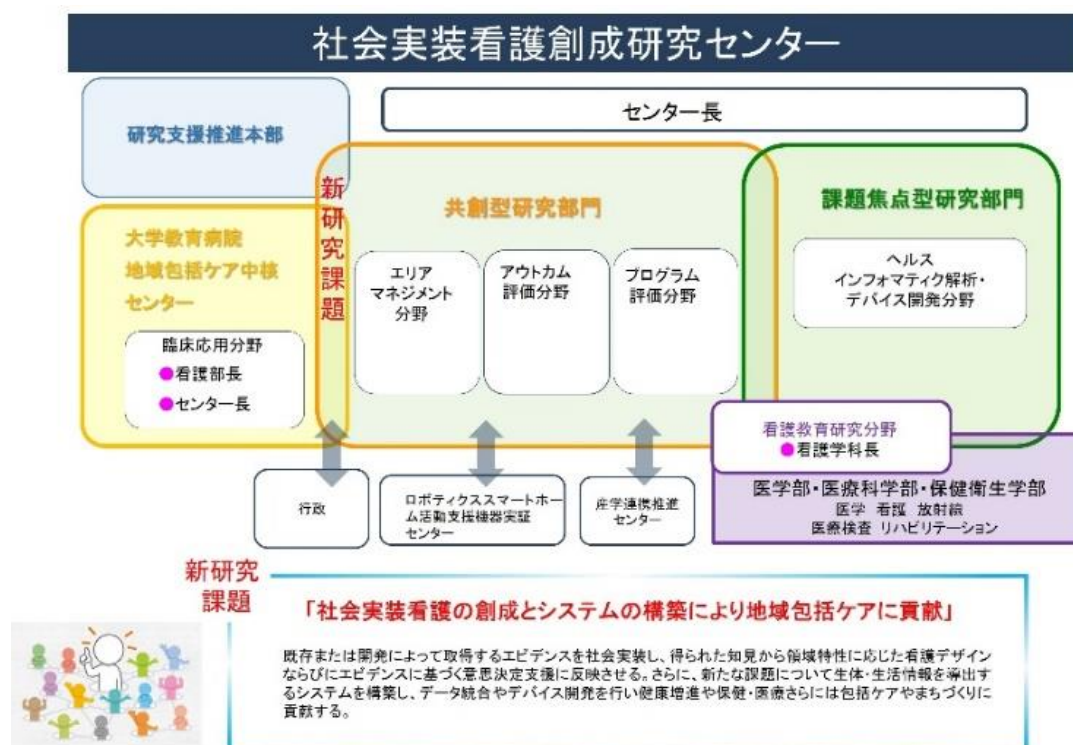 社会実装看護創成研究センター
センター長
研究支援推進本部
新研究課題
共創型研究部門
課題焦点型研究部門
大学教育病院
地域包括ケア中核
センター
臨床応用分野
●看護部長
●センター長
エリア
マネジメント
分野
アウトカム
評価分野
プログラム
評価分野
ヘルス
インフォマティク解析・
デバイス開発分野
看護教育研究分野
●看護学科長
医学部・医療科学部・保健衛生学部
医学 看護 放射線
医療検査 リハビリテーション
行政
ロボティクススマートホー
ム活動支援機器実証
センター
産学連携推進
センター
新研究
課題
「社会実装看護の創成とシステムの構築により地域包括ケアに貢献」
既存または開発によって取得するエビデンスを社会実装し、得られた知見から領域特性に応じた看護デザイン
ならびにエビデンスに基づく意思決定支援に反映させる。さらに、新たな課題について生体・生活情報を導出す
るシステムを構築し、データ統合やデバイス開発を行い健康増進や保健・医療さらには包括ケアやまちづくりに
貢献する。